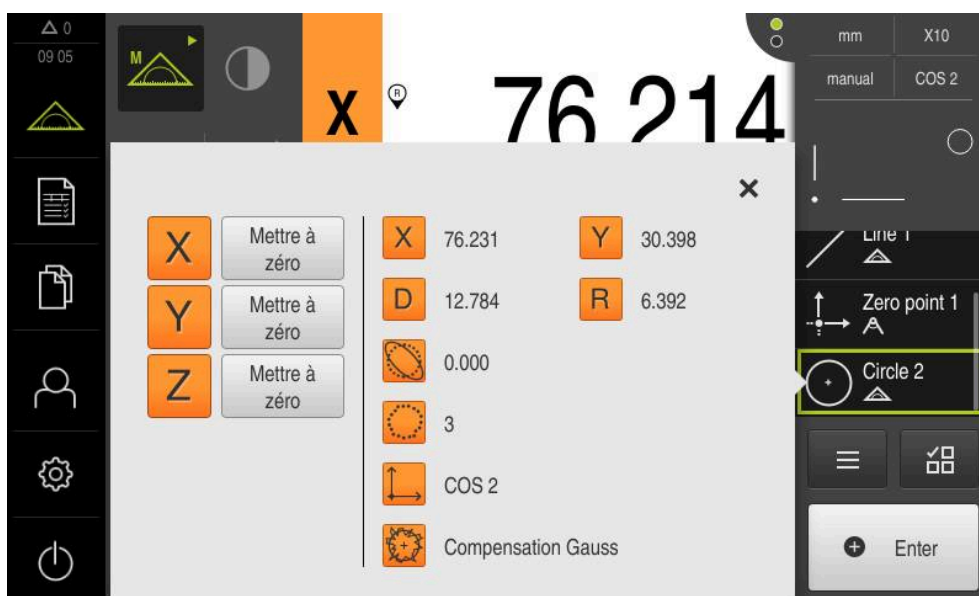 0
09 05
M
X
R
76.214
mm
X10
manual
COS 2
X
Mettre à
zéro
Y
Mettre à
zéro
Z
Mettre à
zéro
X
76.231
Y
30.398
D
12.784
R
6.392
0.000
3
COS 2
Compensation Gauss
Line 1
Zero point 1
Circle 2
Enter